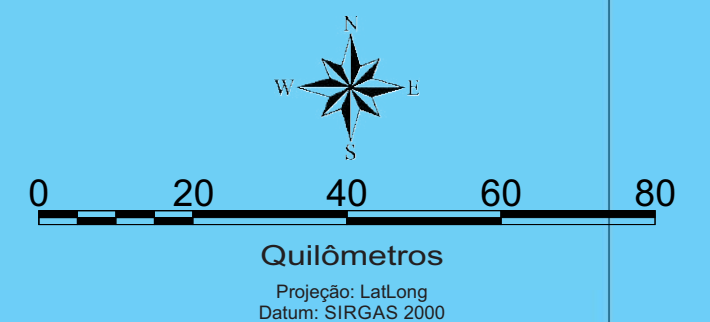 N
W E
S
0 20 40 60 80
Quilômetros
Projeção: LatLong
Datum: SIRGAS 2000